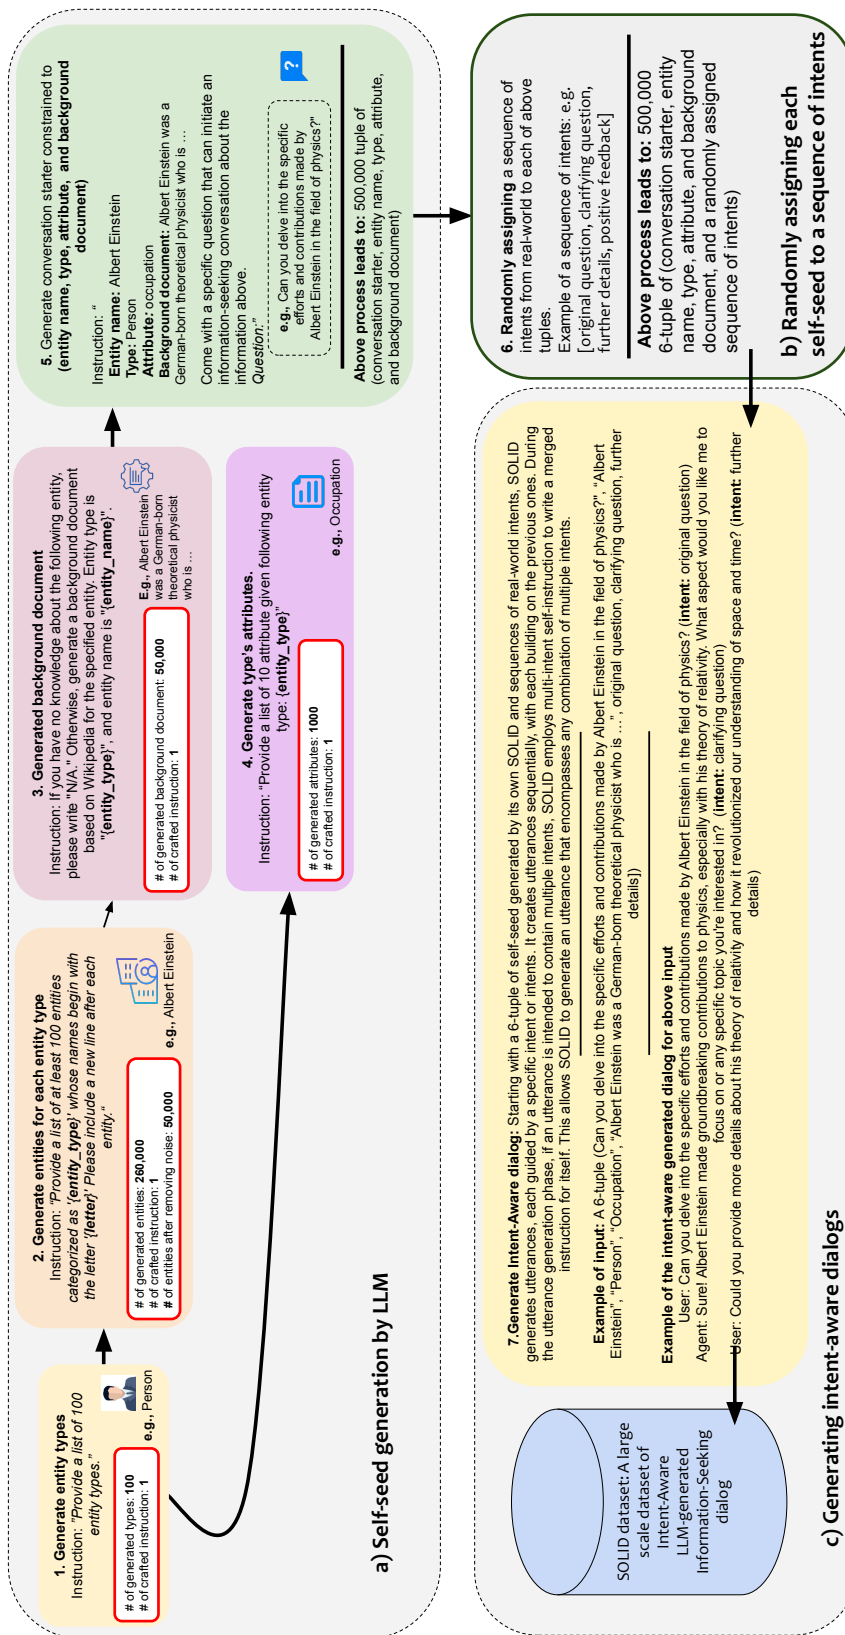 1. Generate entity types
Instruction: "Provide a list of 100
entity types."
e.g., Person
# of generated types: 100
# of crafted instruction: 1
2. Generate entities for each entity type
Instruction: "Provide a list of at least 100 entities
categorized as '{entity_type}' whose names begin with
the letter '{letter}' Please include a new line after each
entity."
e.g., Albert Einstein
# of generated entities: 260,000
# of crafted instruction: 1
# of entities after removing noise: 50,000
3. Generated background document
Instruction: If you have no knowledge about the following entity,
please write "N/A." Otherwise, generate a background document
based on Wikipedia for the specified entity. Entity type is
"{entity_type}", and entity name is "{entity_name}".
E.g., Albert Einstein
was a German-born
theoretical physicist
who is ...
# of generated background document: 50,000
# of crafted instruction: 1
4. Generate type's attributes.
Instruction: "Provide a list of 10 attribute given following entity
type: {entity_type}"
e.g., Occupation
# of generated attributes: 1000
# of crafted instruction: 1
5. Generate conversation starter constrained to
(entity name, type, attribute, and background
document)
Instruction: "
Entity name: Albert Einstein
Type: Person
Attribute: occupation
Background document: Albert Einstein was a
German-born theoretical physicist who is ...
Come with a specific question that can initiate an
information-seeking conversation about the
information above.
Question:"
e.g., Can you delve into the specific
efforts and contributions made by
Albert Einstein in the field of physics?"
?
Above process leads to: 500,000 tuple of
(conversation starter, entity name, type, attribute,
and background document)
a) Self-seed generation by LLM
6. Randomly assigning a sequence of
intents from real-world to each of above
tuples.
Example of a sequence of intents: e.g.
[original question, clarifying question,
further details, positive feedback]
Above process leads to: 500,000
6-tuple of (conversation starter, entity
name, type, attribute, and background
document, and a randomly assigned
sequence of intents)
b) Randomly assigning each
self-seed to a sequence of intents
7.Generate Intent-Aware dialog: Starting with a 6-tuple of self-seed generated by its own SOLID and sequences of real-world intents, SOLID
generates utterances, each guided by a specific intent or intents. It creates utterances sequentially, with each building on the previous ones. During
the utterance generation phase, if an utterance is intended to contain multiple intents, SOLID employs multi-intent self-instruction to write a merged
instruction for itself. This allows SOLID to generate an utterance that encompasses any combination of multiple intents.
Example of input: A 6-tuple (Can you delve into the specific efforts and contributions made by Albert Einstein in the field of physics?", "Albert
Einstein", "Person", "Occupation", "Albert Einstein was a German-born theoretical physicist who is ...", original question, clarifying question, further
details])
Example of the intent-aware generated dialog for above input
User: Can you delve into the specific efforts and contributions made by Albert Einstein in the field of physics? (intent: original question)
Agent: Sure! Albert Einstein made groundbreaking contributions to physics, especially with his theory of relativity. What aspect would you like me to
focus on or any specific topic you're interested in? (intent: clarifying question)
User: Could you provide more details about his theory of relativity and how it revolutionized our understanding of space and time? (intent: further
details)
SOLID dataset: A large
scale dataset of
Intent-Aware
LLM-generated
Information-Seeking
dialog
c) Generating intent-aware dialogs